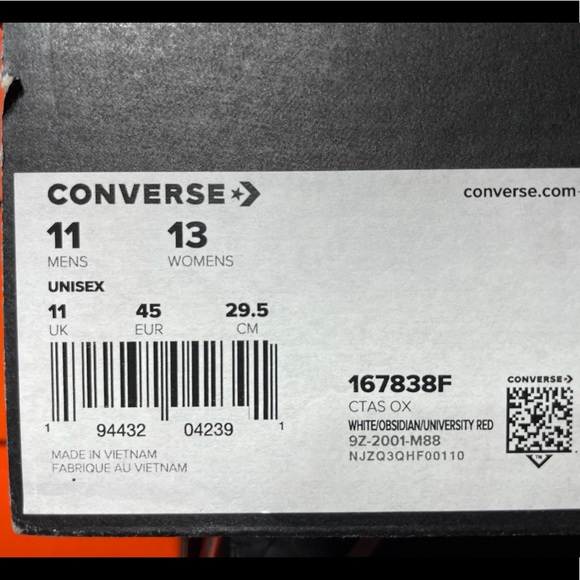 CONVERSE
converse.com
11 13
MENS WOMENS
UNISEX
11 45 29.5
UK EUR CM
1 94432 04239 1
MADE IN VIETNAM
FABRIQUE AU VIETNAM
167838F
CTAS OX
WHITE/OBSIDIAN/UNIVERSITY RED
9Z-2001-M88
NJZQ3QHF00110
CONVERSE